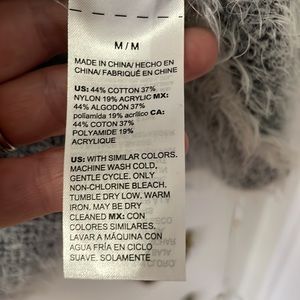 M / M
MADE IN CHINA/ HECHO EN
CHINA/ FABRIQUÉ EN CHINE
US: 44% COTTON 37%
NYLON 19% ACRYLIC MX:
44% ALGODÓN 37%
poliamida 19% acrílico CA:
44% COTON 37%
POLYAMIDE 19%
ACRYLIQUE
US: WITH SIMILAR COLORS.
MACHINE WASH COLD,
GENTLE CYCLE. ONLY
NON-CHLORINE BLEACH,
TUMBLE DRY LOW. WARM
IRON, MAY BE DRY
CLEANED MX: CON
COLORES SIMILARES.
LAVAR A MÁQUINA CON
AGUA FRÍA EN CICLO
SUAVE. SOLAMENTE